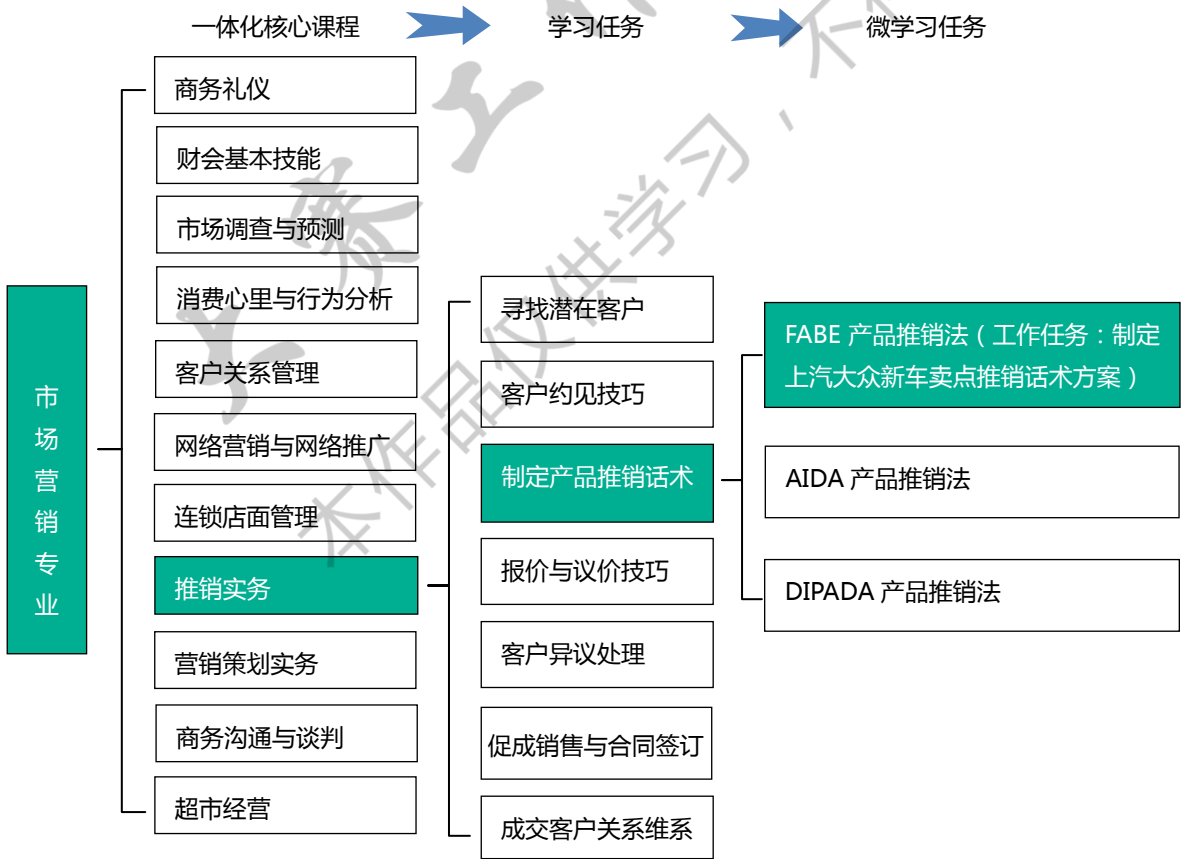 一体化核心课程
学习任务
微学习任务
市场营销专业
商务礼仪
财会基本技能
市场调查与预测
消费心里与行为分析
客户关系管理
网络营销与网络推广
连锁店面管理
推销实务
营销策划实务
商务沟通与谈判
超市经营
寻找潜在客户
客户约见技巧
制定产品推销话术
报价与议价技巧
客户异议处理
促成销售与合同签订
成交客户关系维系
FABE 产品推销法（工作任务：制定
上汽大众新车卖点推销话术方案）
AIDA 产品推销法
DIPADA 产品推销法
本作品仅供学习，不